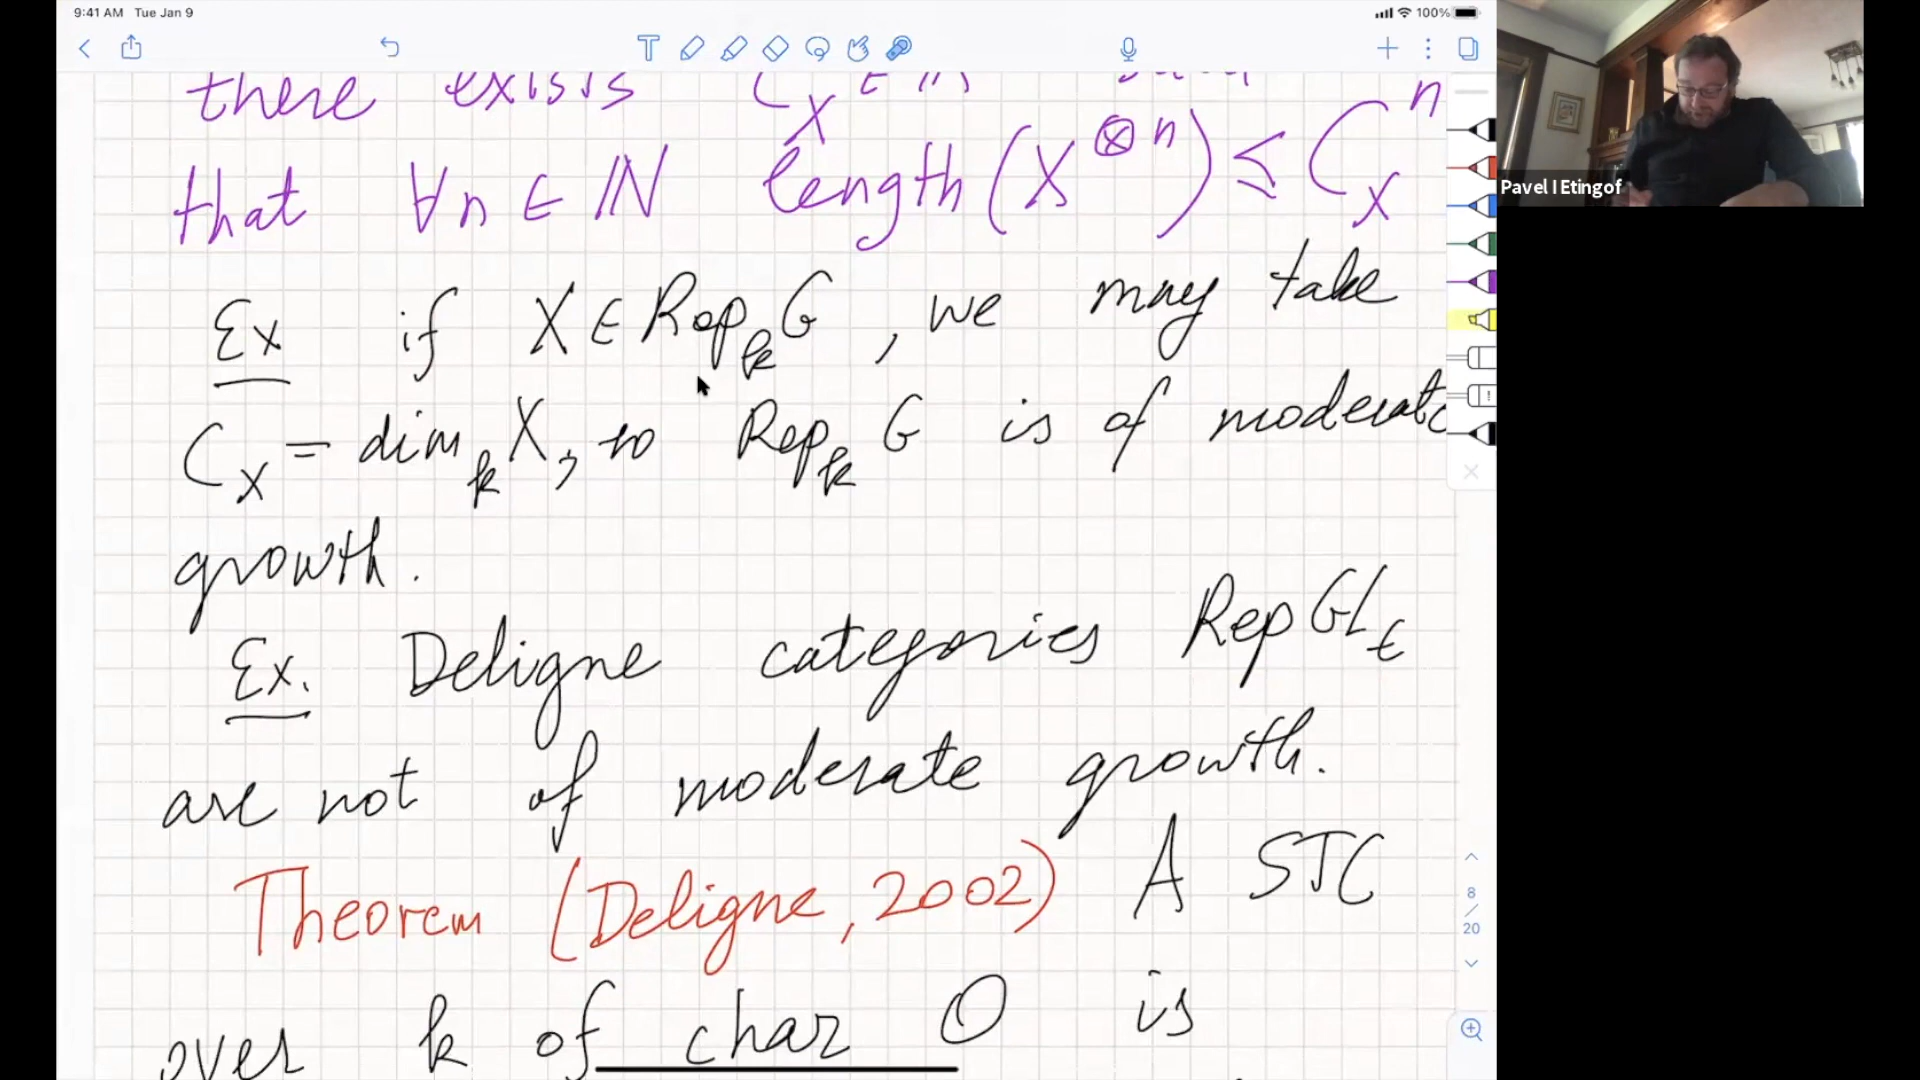 9:41 AM Tue Jan 9
100%
there exists C_X ∈ ℕ such
that ∀n ∈ ℕ length(X^{⊗n}) ≤ C_X^n
Ex if X ∈ Rep_k G, we may take
C_X = dim_k X, so Rep_k G is of moderate
growth.
Ex. Deligne categories Rep GL_t
are not of moderate growth.
Theorem (Deligne, 2002) A STC
over k of char 0 is
8
/
20
Pavel I Etingof